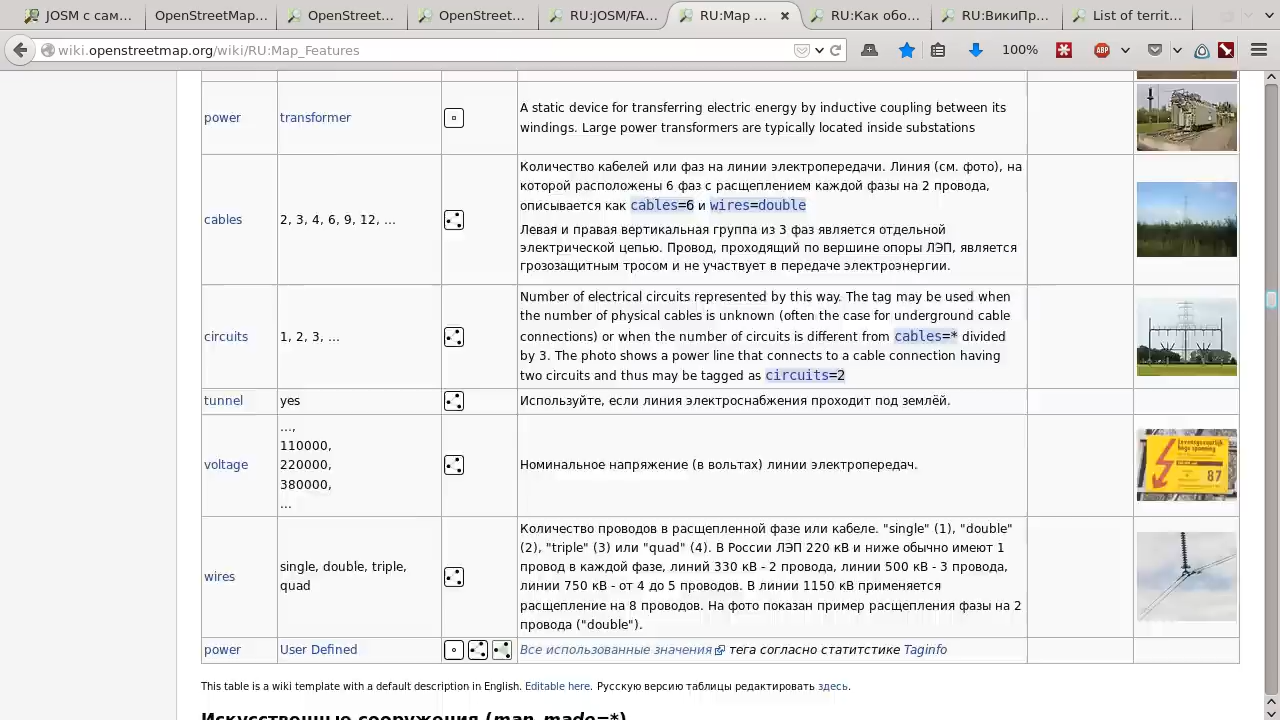 JOSM с сам...
OpenStreetMap...
OpenStreet...
OpenStreet...
RU:JOSM/FA...
RU:Map ...
RU:Как обо...
RU:ВикиПр...
List of territ...
wiki.openstreetmap.org/wiki/RU:Map_Features
100%
ABP
power transformer A static device for transferring electric energy by inductive coupling between its
windings. Large power transformers are typically located inside substations
Количество кабелей или фаз на линии электропередачи. Линия (см. фото), на
которой расположены 6 фаз с расщеплением каждой фазы на 2 провода,
описывается как cables=6 и wires=double
cables 2, 3, 4, 6, 9, 12, ...
Левая и правая вертикальная группа из 3 фаз является отдельной
электрической цепью. Провод, проходящий по вершине опоры ЛЭП, является
грозозащитным тросом и не участвует в передаче электроэнергии.
Number of electrical circuits represented by this way. The tag may be used when
the number of physical cables is unknown (often the case for underground cable
circuits 1, 2, 3, ... connections) or when the number of circuits is different from cables=* divided
by 3. The photo shows a power line that connects to a cable connection having
two circuits and thus may be tagged as circuits=2
tunnel yes Используйте, если линия электроснабжения проходит под землёй.
...,
110000,
voltage 220000, Номинальное напряжение (в вольтах) линии электропередач.
380000,
...
87
Количество проводов в расщепленной фазе или кабеле. "single" (1), "double"
(2), "triple" (3) или "quad" (4). В России ЛЭП 220 кВ и ниже обычно имеют 1
wires single, double, triple, провод в каждой фазе, линий 330 кВ - 2 провода, линии 500 кВ - 3 провода,
quad линии 750 кВ - от 4 до 5 проводов. В линии 1150 кВ применяется
расщепление на 8 проводов. На фото показан пример расщепления фазы на 2
провода ("double").
power User Defined Все использованные значения тега согласно статитстике Taginfo
This table is a wiki template with a default description in English. Editable here. Русскую версию таблицы редактировать здесь.
Искусственные сооружения (man_made=*)